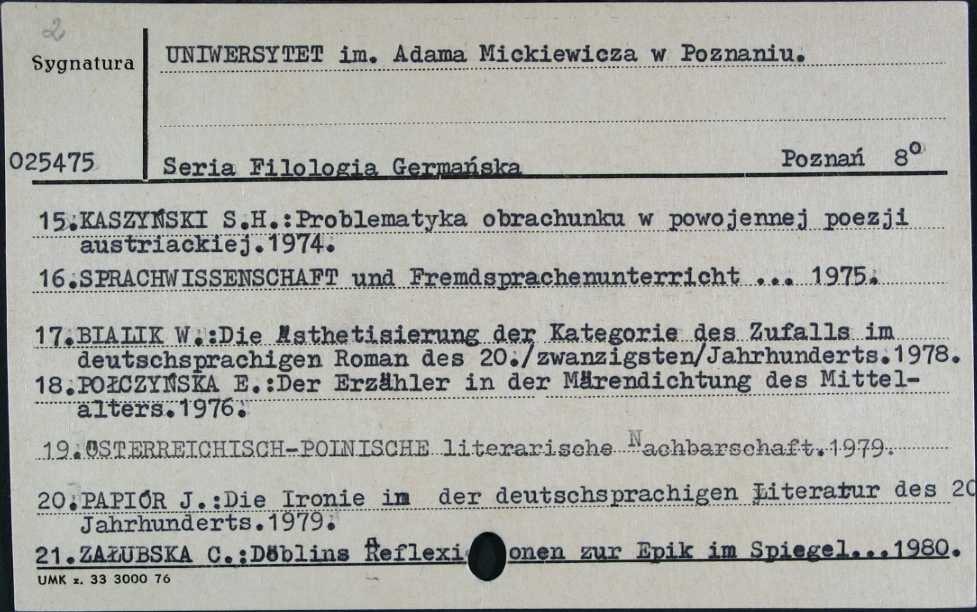 2
Sygnatura
UNIWERSYTET im. Adama Mickiewicza w Poznaniu.
025475
Seria Filologia Germańska Poznań 8°
15.KASZYŃSKI S.H.:Problematyka obrachunku w powojennej poezji
austriackiej.1974.
16.SPRACHWISSENSCHAFT und Fremdsprachenunterricht ... 1975.
17.BIALIK W.:Die Ästhetisierung der Kategorie des Zufalls im
deutschsprachigen Roman des 20./zwanzigsten/Jahrhunderts.1978.
18.POŁCZYŃSKA E.:Der Erzähler in der Märendichtung des Mittel-
alters.1976.
19.ÖSTERREICHISCH-POLNISCHE literarische Nachbarschaft.1979.
20.PAPIÓR J.:Die Ironie in der deutschsprachigen Literatur des 20
Jahrhunderts.1979.
21.ZAŁUBSKA C.:Döblins Reflexionen zur Epik im Spiegel...1980.
UMK z. 33 3000 76